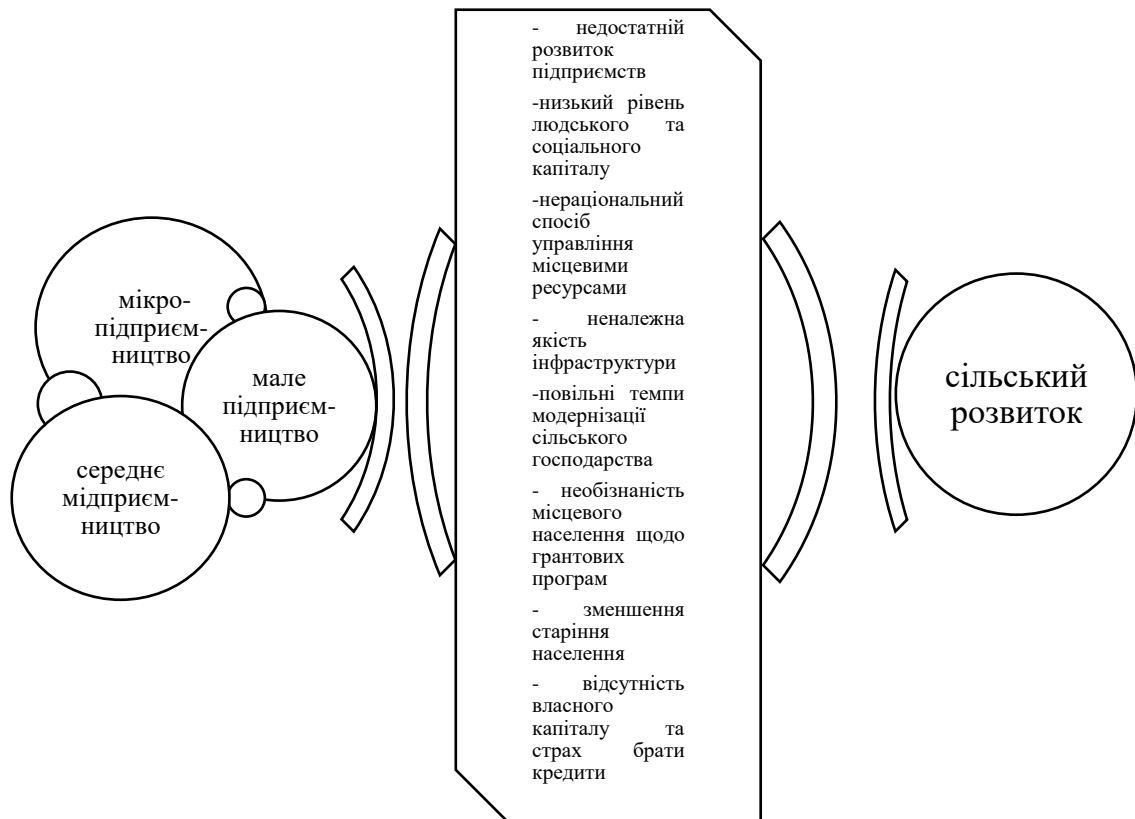 мікро-
підприєм-
ництво
мале
підприєм-
ництво
середнє
мідприєм-
ництво
- недостатній
розвиток
підприємств
-низький рівень
людського та
соціального
капіталу
-нераціональний
спосіб
управління
місцевими
ресурсами
- неналежна
якість
інфраструктури
-повільні темпи
модернізації
сільського
господарства
- необізнаність
місцевого
населення щодо
грантових
програм
- зменшення
старіння
населення
- відсутність
власного
капіталу та
страх брати
кредити
сільський
розвиток